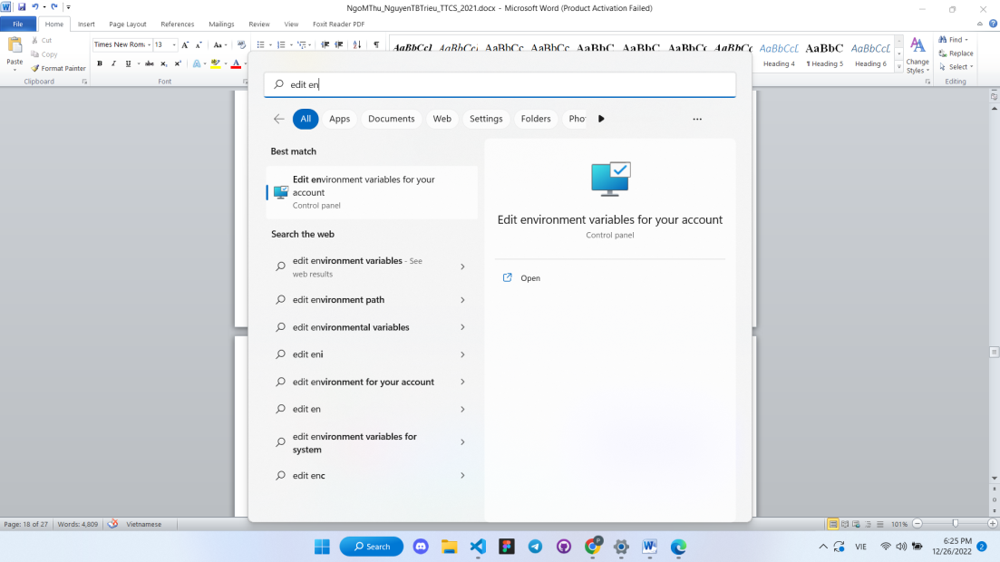 NgoMThu_NguyenTBTrieu_TTCS_2021.docx - Microsoft Word (Product Activation Failed)
File Home Insert Page Layout References Mailings Review View Foxit Reader PDF
Paste
Cut
Copy
Format Painter
Clipboard
Times New Rom 13
B I U abc X₂ X²
Font
AaBbCcI AaBbCcI AaBbCc AaBbCc AaBbC AaBbC AaBbC AaBbCc AaBbCcL AaBbC AaBbCcL
Heading 4 ¶ Heading 5 Heading 6
Change
Styles
Find
Replace
Select
Editing
edit en
All Apps Documents Web Settings Folders Pho
Best match
Edit environment variables for your
account
Control panel
Search the web
edit environment variables - See
web results
edit environment path
edit environmental variables
edit eni
edit environment for your account
edit en
edit environment variables for
system
edit enc
Edit environment variables for your account
Control panel
Open
Page: 18 of 27 Words: 4,809 Vietnamese 101%
Search
VIE
6:25 PM
12/26/2022
2